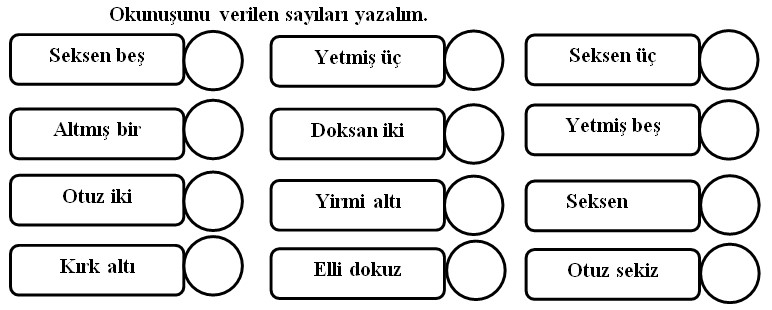 Okunuşunu verilen sayıları yazalım.
Seksen beş
Yetmiş üç
Seksen üç
Altmış bir
Doksan iki
Yetmiş beş
Otuz iki
Yirmi altı
Seksen
Kırk altı
Elli dokuz
Otuz sekiz